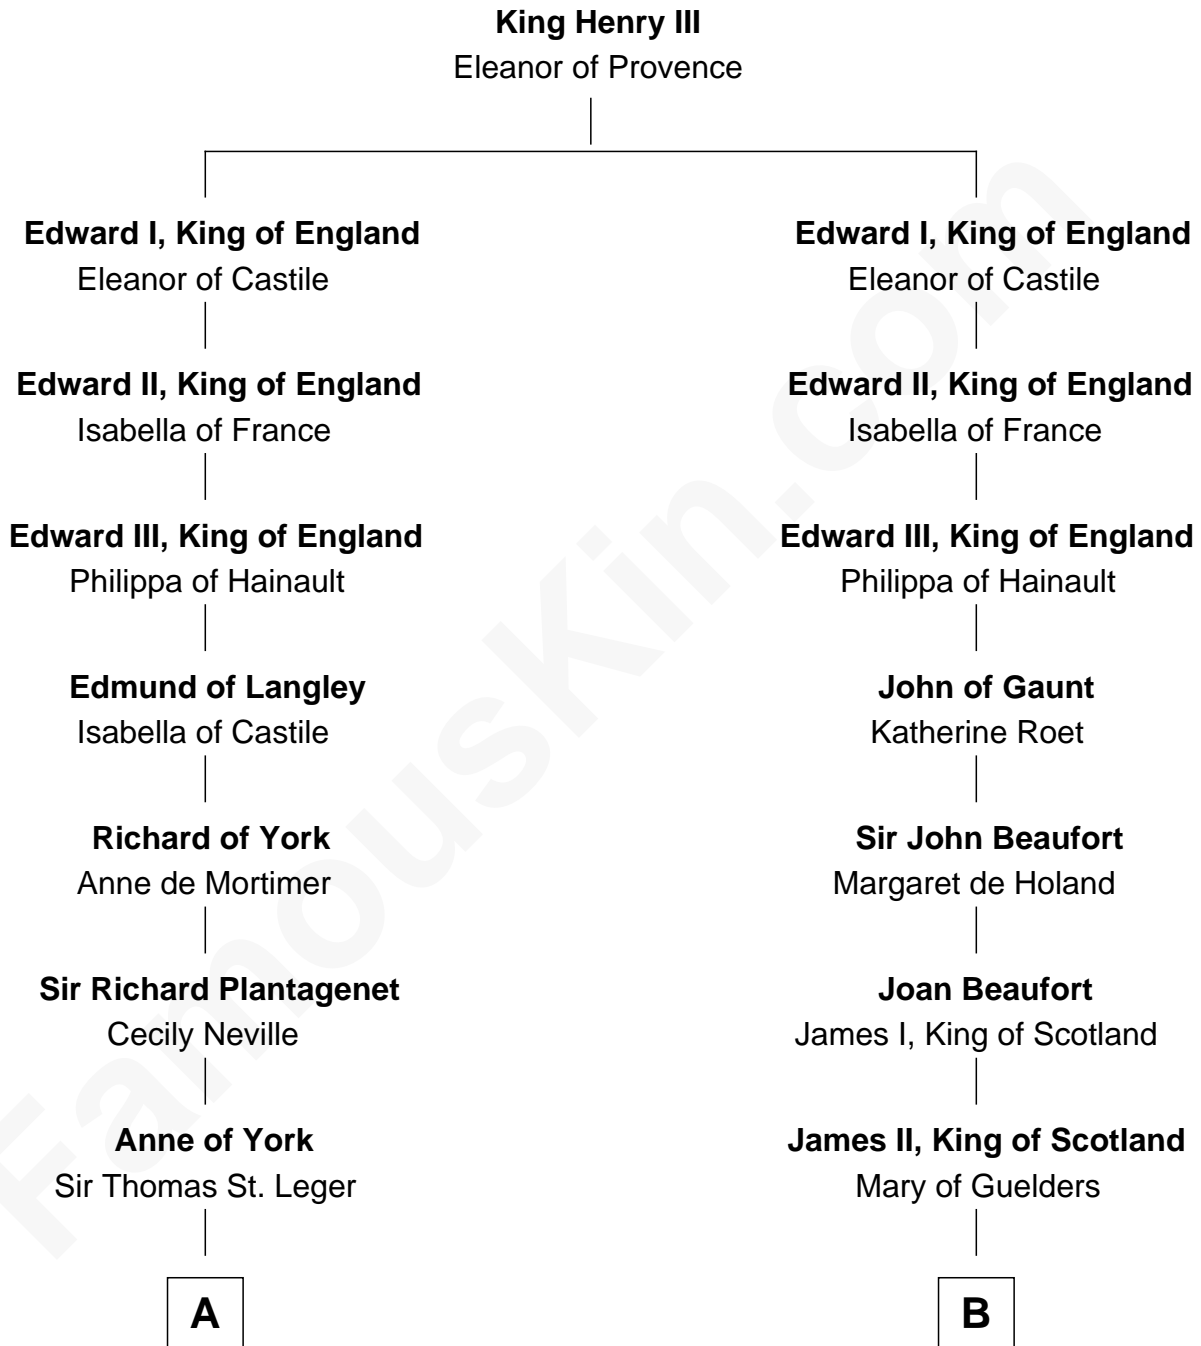 King Henry III
Eleanor of Provence
Edward I, King of England
Eleanor of Castile
Edward II, King of England
Isabella of France
Edward III, King of England
Philippa of Hainault
Edmund of Langley
Isabella of Castile
Richard of York
Anne de Mortimer
Sir Richard Plantagenet
Cecily Neville
Anne of York
Sir Thomas St. Leger
A
Edward I, King of England
Eleanor of Castile
Edward II, King of England
Isabella of France
Edward III, King of England
Philippa of Hainault
John of Gaunt
Katherine Roet
Sir John Beaufort
Margaret de Holand
Joan Beaufort
James I, King of Scotland
James II, King of Scotland
Mary of Guelders
B
FamousKin.com